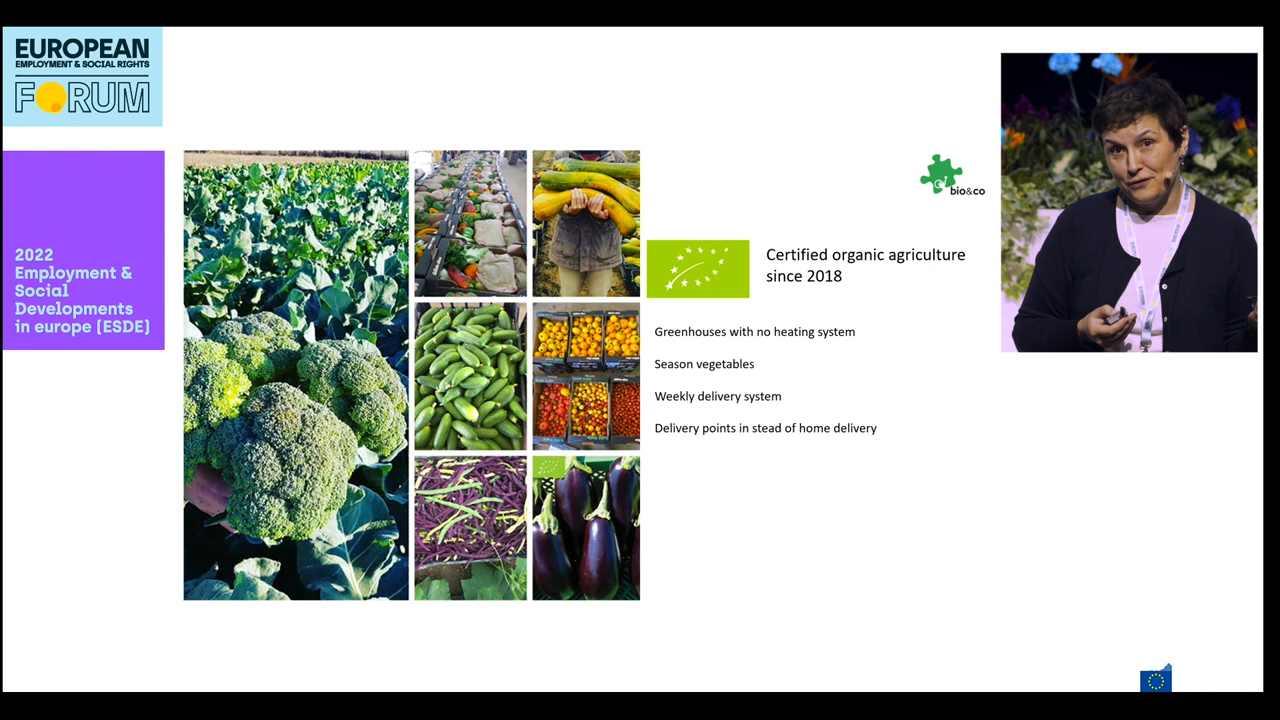 EUROPEAN
EMPLOYMENT & SOCIAL RIGHTS
FORUM
2022
Employment &
Social
Developments
in europe (ESDE)
bio&co
Certified organic agriculture
since 2018
Greenhouses with no heating system
Season vegetables
Weekly delivery system
Delivery points in stead of home delivery